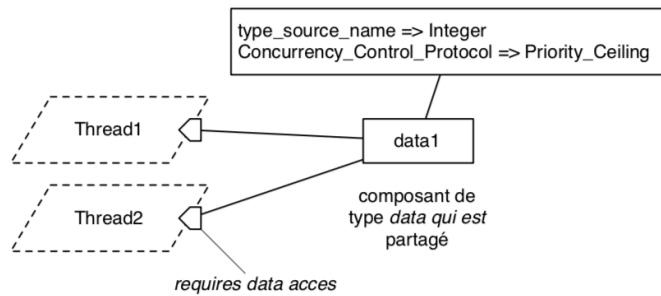 type_source_name => Integer
Concurrency_Control_Protocol => Priority_Ceiling
Thread1
data1
Thread2
composant de
type data qui est
partagé
requires data acces